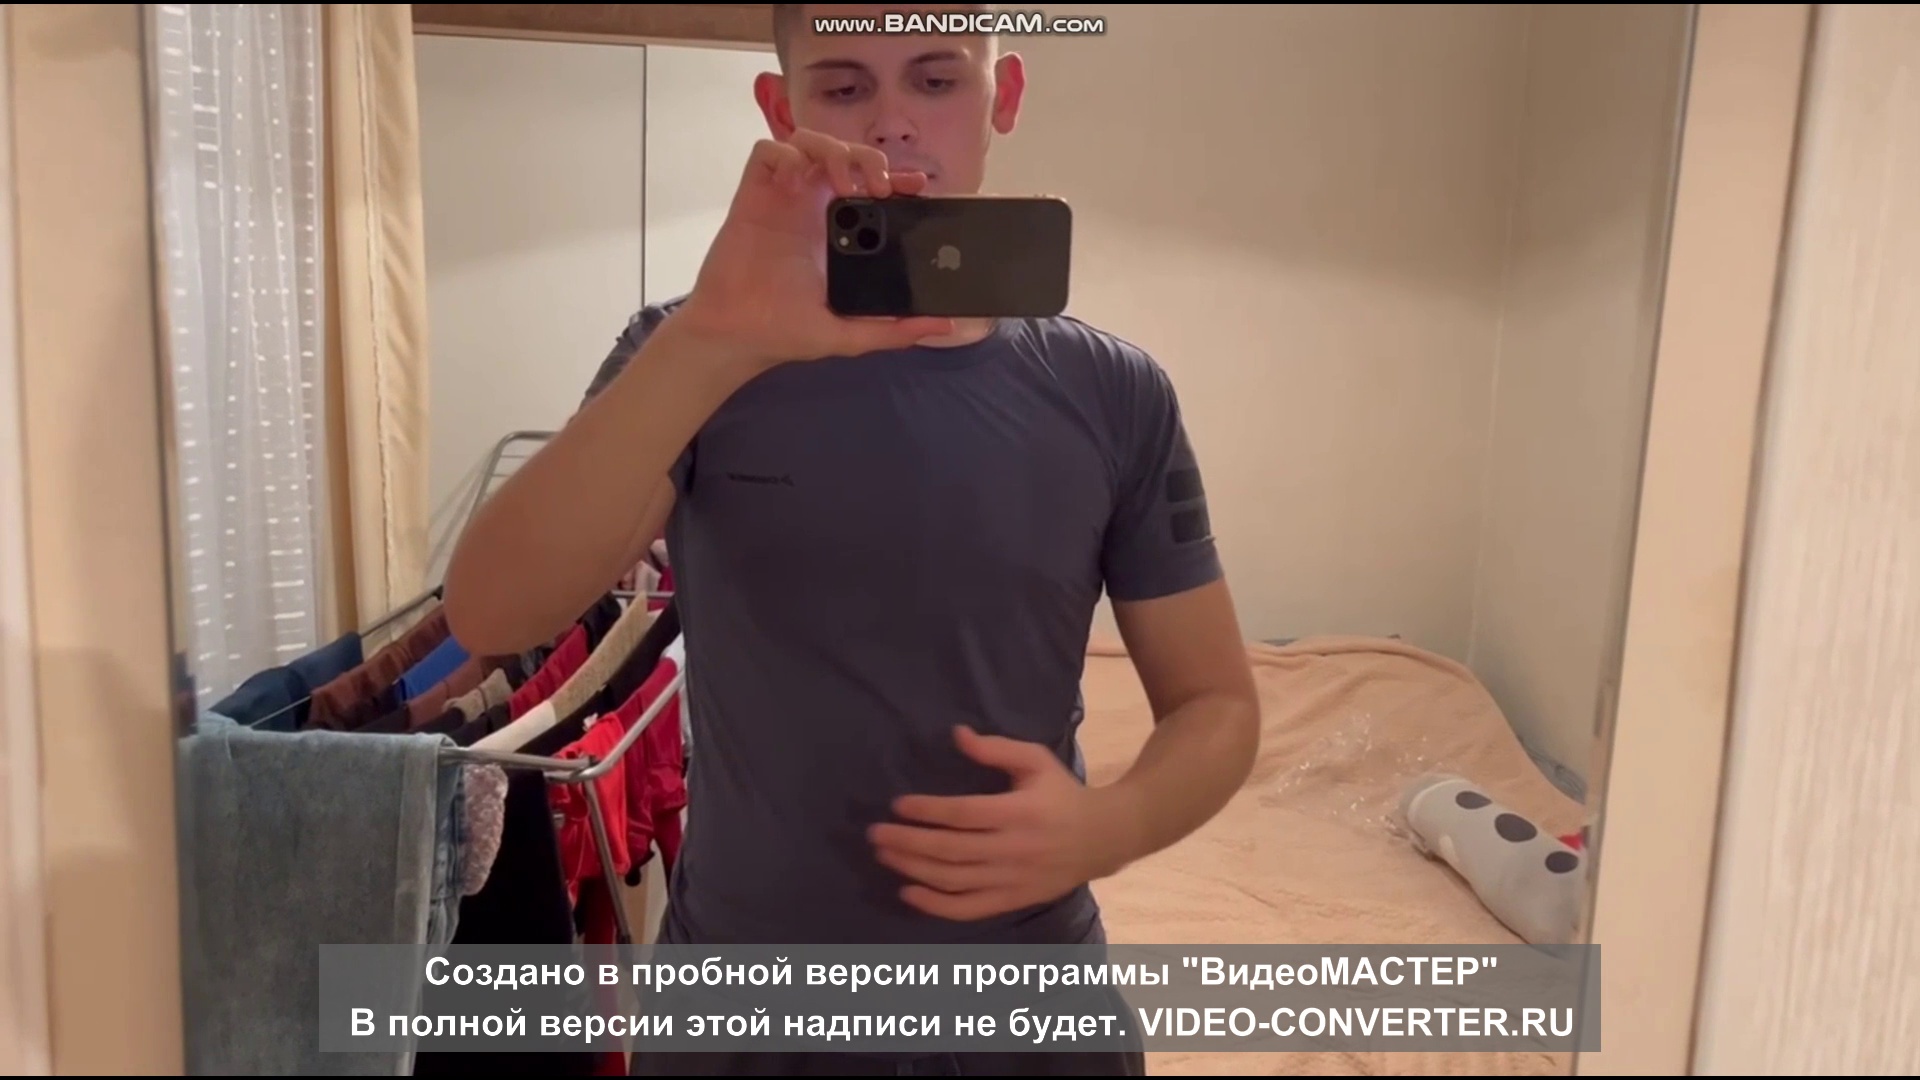 WWW.BANDICAM.COM
Создано в пробной версии программы "ВидеоМАСТЕР"
В полной версии этой надписи не будет. VIDEO-CONVERTER.RU